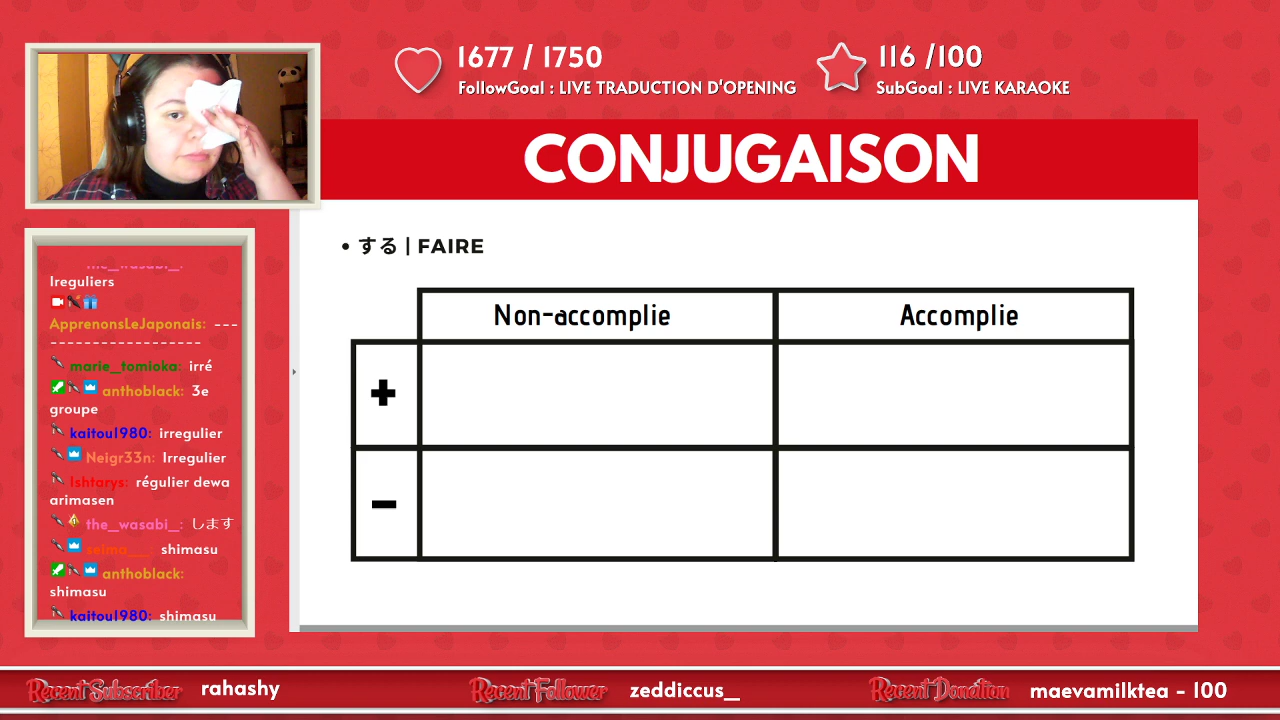 1677 / 1750
FollowGoal : LIVE TRADUCTION D'OPENING
116 /100
SubGoal : LIVE KARAOKE
CONJUGAISON
• する | FAIRE
Non-accomplie
Accomplie
+
−
the_wasabi_:
Ireguliers
ApprenonsLeJaponais: ---
------------------
marie_tomioka: irré
anthoblack: 3e
groupe
kaitou1980: irregulier
Neigr33n: Irregulier
Ishtarys: régulier dewa
arimasen
the_wasabi_: します
shimasu
anthoblack:
shimasu
kaitou1980: shimasu
Recent Subscriber rahashy
Recent Follower zeddiccus_
Recent Donation maevamilktea - 100